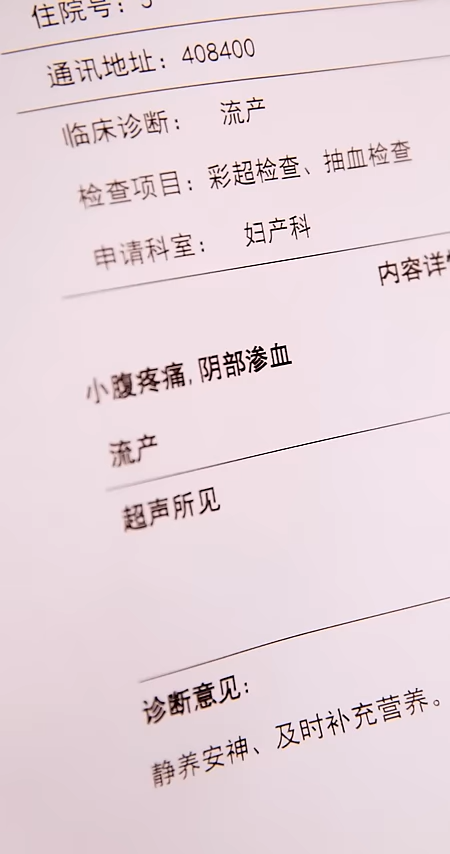 住院号：
通讯地址：408400
临床诊断： 流产
检查项目：彩超检查、抽血检查
申请科室： 妇产科
内容详
小腹疼痛, 阴部渗血
流产
超声所见
诊断意见：
静养安神、及时补充营养。